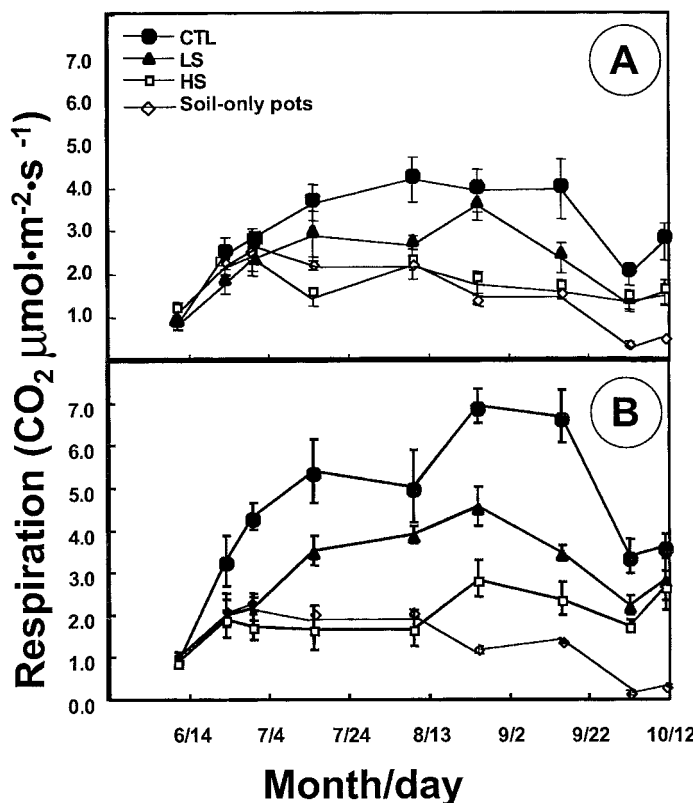 CTL
LS
HS
Soil-only pots
A
7.0
6.0
5.0
4.0
3.0
2.0
1.0
B
7.0
6.0
5.0
4.0
3.0
2.0
1.0
0.0
Respiration (CO₂ µmol·m⁻²·s⁻¹)
6/14
7/4
7/24
8/13
9/2
9/22
10/12
Month/day